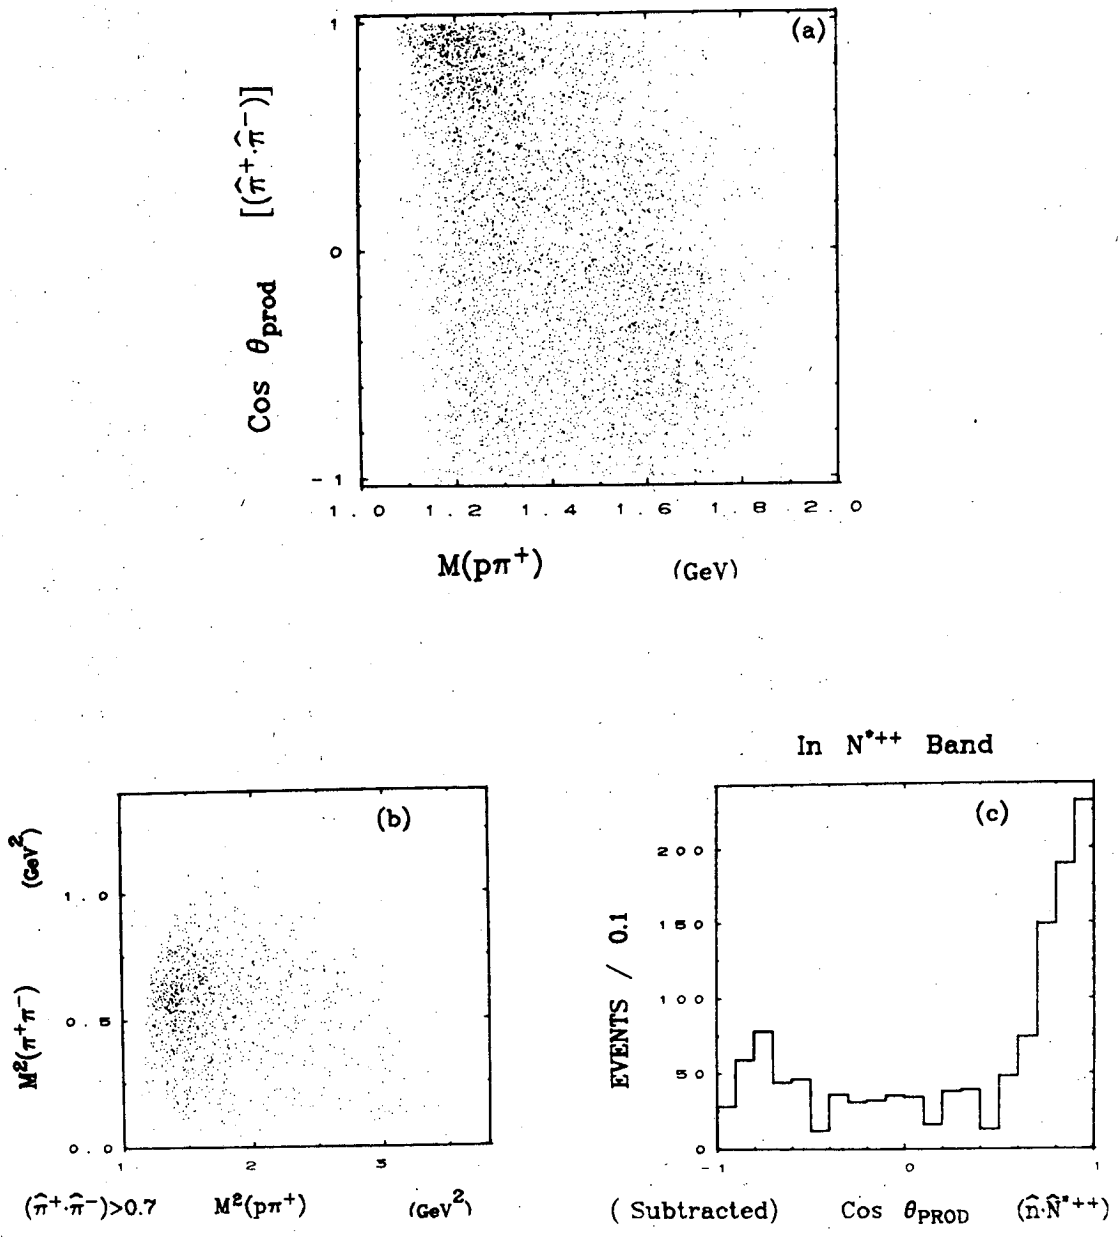 (a)
1
0
-1
Cos θprod [(π̂⁺·π̂⁻)]
1.0 1.2 1.4 1.6 1.8 2.0
M(pπ⁺) (GeV)
In N*++ Band
(b)
1.0
0.5
0.0
M²(π⁺π⁻) (GeV²)
1 2 3
(π̂⁺·π̂⁻)>0.7 M²(pπ⁺) (GeV²)
(c)
200
150
100
50
0
EVENTS / 0.1
-1 0 1
(Subtracted) Cos θPROD (n̂·N̂*++)